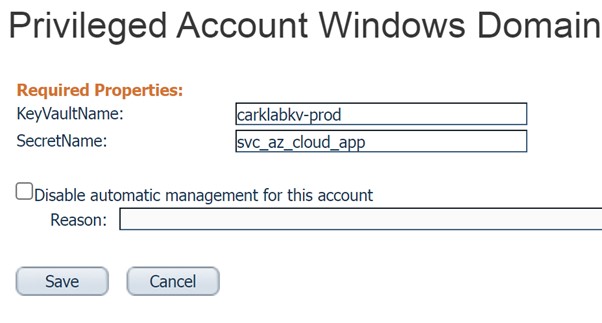 Privileged Account Windows Domain
Required Properties:
KeyVaultName: carklabkv-prod
SecretName: svc_az_cloud_app
Disable automatic management for this account
Reason:
Save Cancel